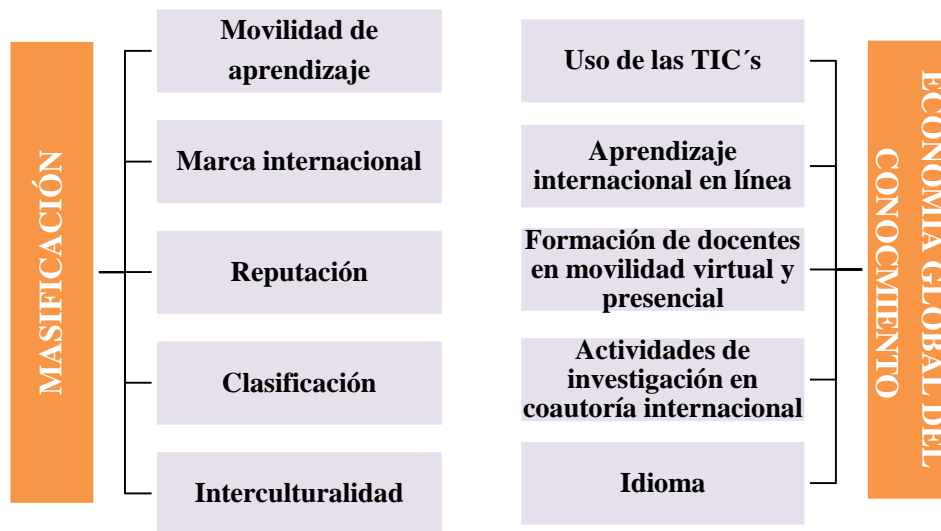 MASIFICACIÓN
Movilidad de
aprendizaje
Marca internacional
Reputación
Clasificación
Interculturalidad
Uso de las TIC´s
Aprendizaje
internacional en línea
Formación de docentes
en movilidad virtual y
presencial
Actividades de
investigación en
coautoría internacional
Idioma
ECONOMÍA GLOBAL DEL
CONOCMIENTO